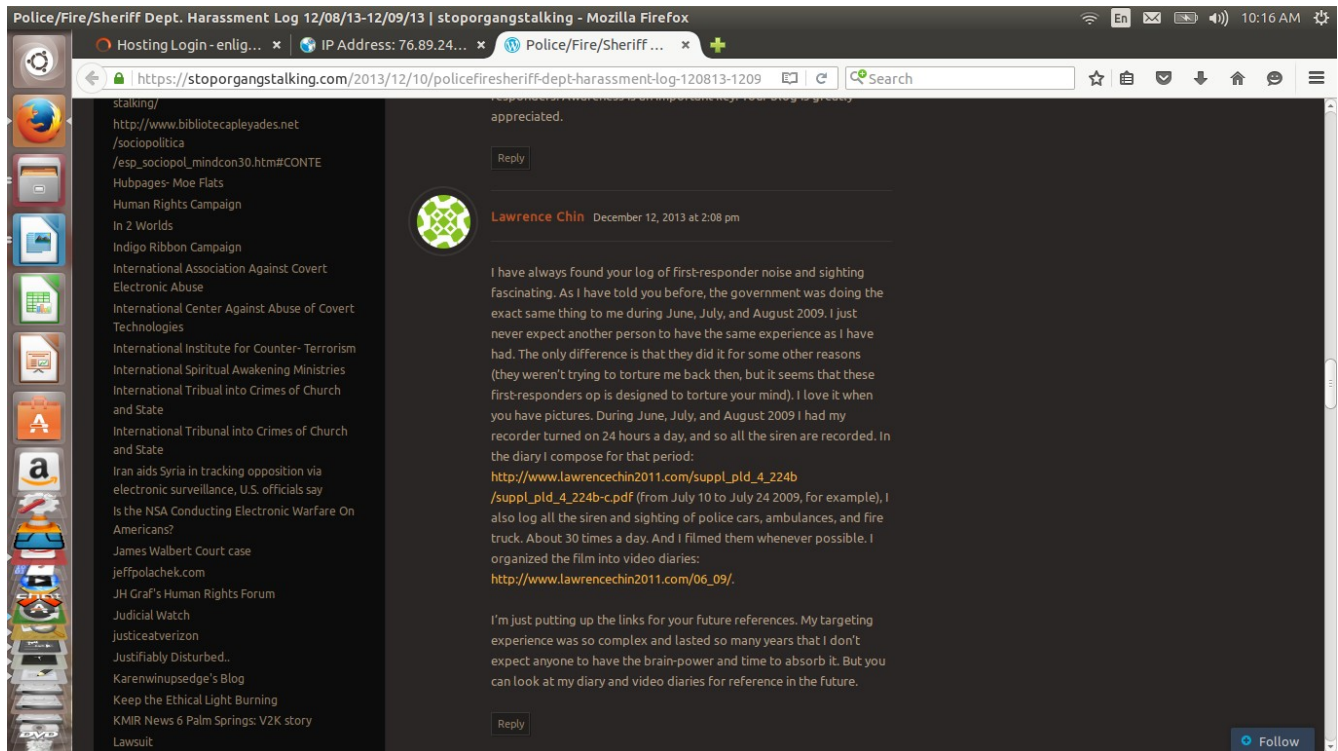 Police/Fire/Sheriff Dept. Harassment Log 12/08/13-12/09/13 | stoporgangstalking - Mozilla Firefox
En
10:16 AM
Hosting Login - enlig...
IP Address: 76.89.24...
Police/Fire/Sheriff ...
https://stoporgangstalking.com/2013/12/10/policefiresheriff-dept-harassment-log-120813-1209
Search
stalking/
http://www.bibliotecapleyades.net
/sociopolitica
/esp_sociopol_mindcon30.htm#CONTE
Hubpages- Moe Flats
Human Rights Campaign
In 2 Worlds
Indigo Ribbon Campaign
International Association Against Covert
Electronic Abuse
International Center Against Abuse of Covert
Technologies
International Institute for Counter- Terrorism
International Spiritual Awakening Ministries
International Tribual into Crimes of Church
and State
International Tribunal into Crimes of Church
and State
Iran aids Syria in tracking opposition via
electronic surveillance, U.S. officials say
Is the NSA Conducting Electronic Warfare On
Americans?
James Walbert Court case
jeffpolachek.com
JH Graf's Human Rights Forum
Judicial Watch
justiceatverizon
Justifiably Disturbed..
Karenwinupsedge's Blog
Keep the Ethical Light Burning
KMIR News 6 Palm Springs: V2K story
Lawsuit
responders. Awareness is an important key. Your blog is greatly
appreciated.
Reply
Lawrence Chin December 12, 2013 at 2:08 pm
I have always found your log of first-responder noise and sighting
fascinating. As I have told you before, the government was doing the
exact same thing to me during June, July, and August 2009. I just
never expect another person to have the same experience as I have
had. The only difference is that they did it for some other reasons
(they weren't trying to torture me back then, but it seems that these
first-responders op is designed to torture your mind). I love it when
you have pictures. During June, July, and August 2009 I had my
recorder turned on 24 hours a day, and so all the siren are recorded. In
the diary I compose for that period:
http://www.lawrencechin2011.com/suppl_pld_4_224b
/suppl_pld_4_224b-c.pdf (from July 10 to July 24 2009, for example), I
also log all the siren and sighting of police cars, ambulances, and fire
truck. About 30 times a day. And I filmed them whenever possible. I
organized the film into video diaries:
http://www.lawrencechin2011.com/06_09/.
I'm just putting up the links for your future references. My targeting
experience was so complex and lasted so many years that I don't
expect anyone to have the brain-power and time to absorb it. But you
can look at my diary and video diaries for reference in the future.
Reply
Follow